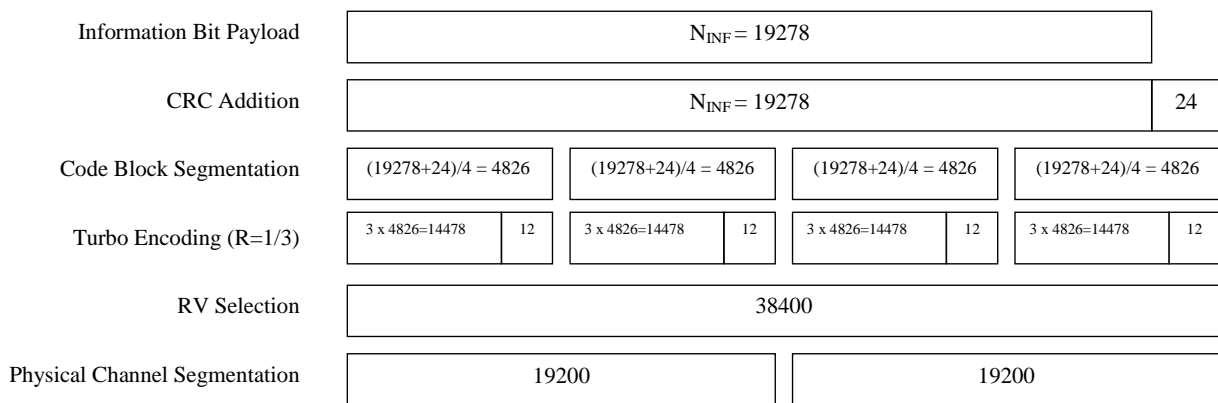 Information Bit Payload
N_INF = 19278
CRC Addition
N_INF = 19278
24
Code Block Segmentation
(19278+24)/4 = 4826
(19278+24)/4 = 4826
(19278+24)/4 = 4826
(19278+24)/4 = 4826
Turbo Encoding (R=1/3)
3 x 4826=14478
12
3 x 4826=14478
12
3 x 4826=14478
12
3 x 4826=14478
12
RV Selection
38400
Physical Channel Segmentation
19200
19200